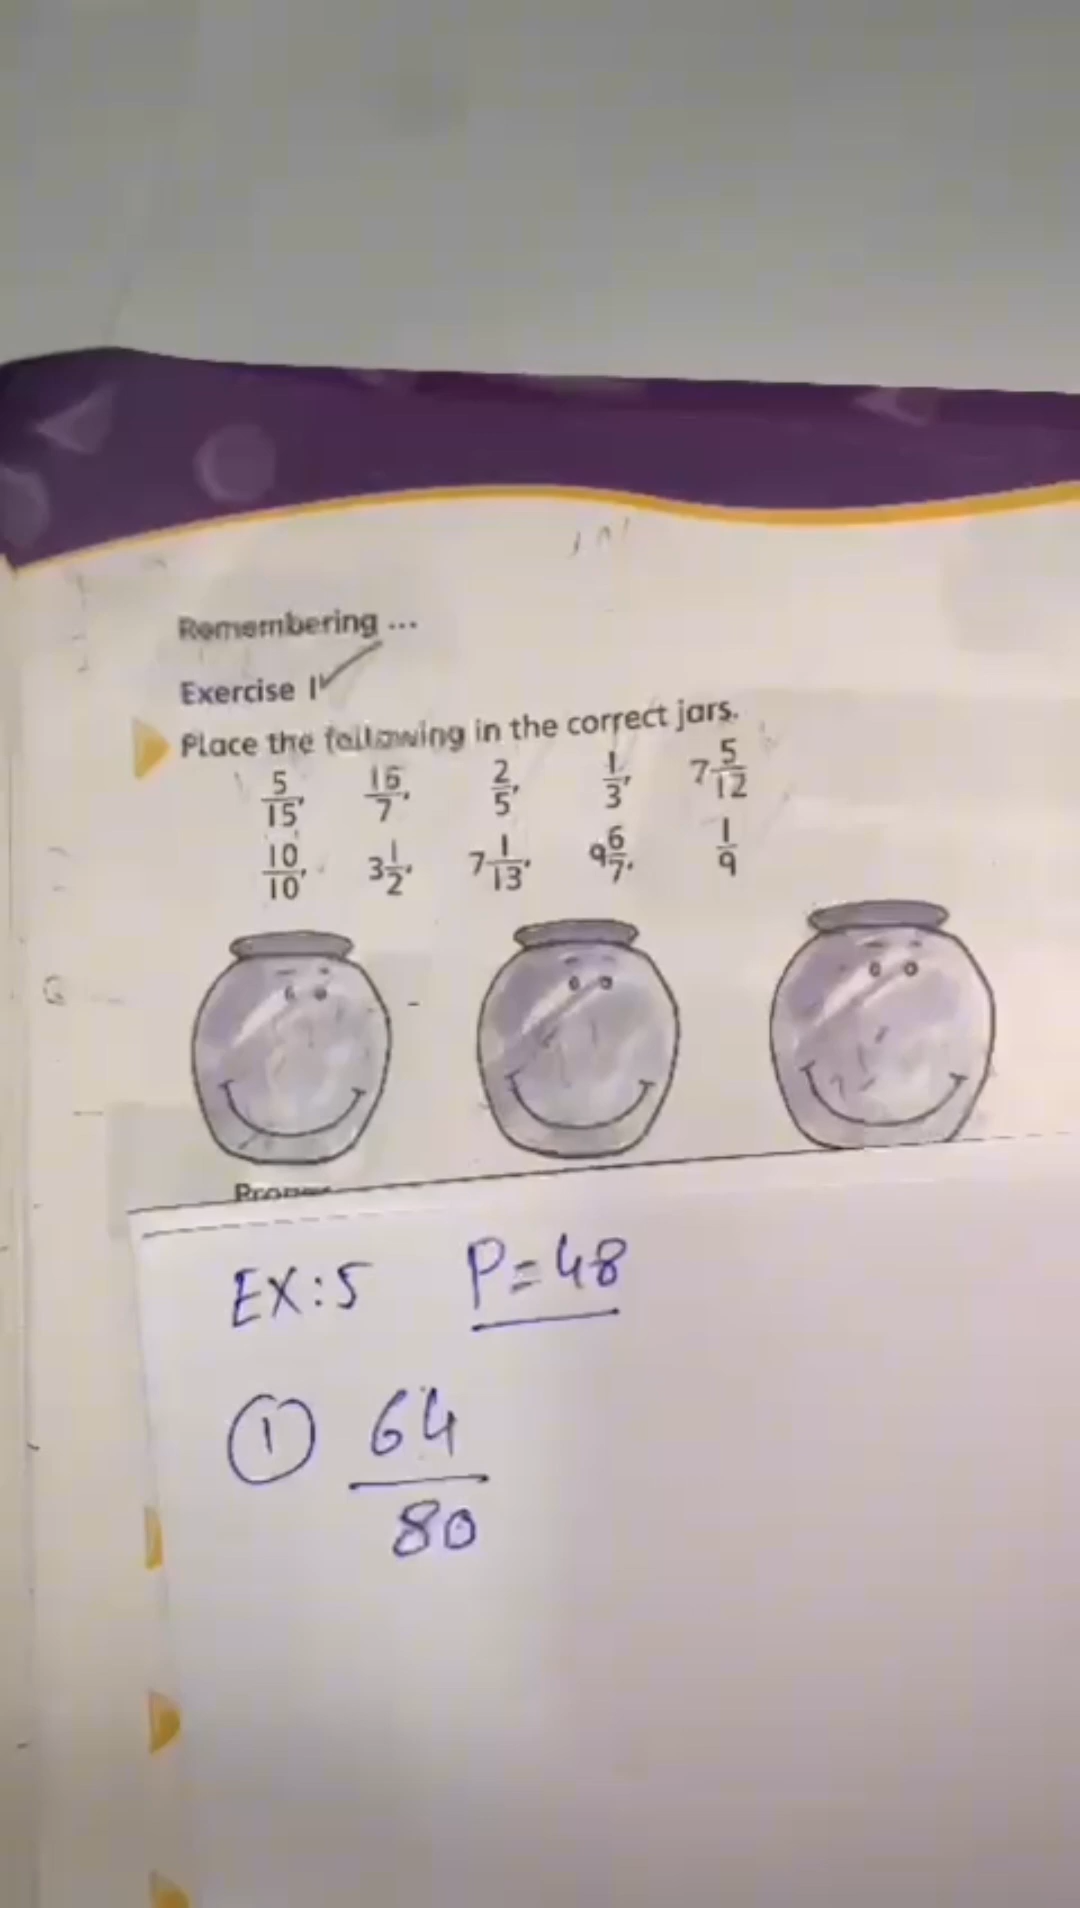 Remembering ...
Exercise 1
Place the following in the correct jars.
5/15, 16/7, 2/5, 1/3, 7 5/12
10/10, 3 1/2, 7 1/13, 9 6/7, 1/9
EX:5 P=48
① 64/80